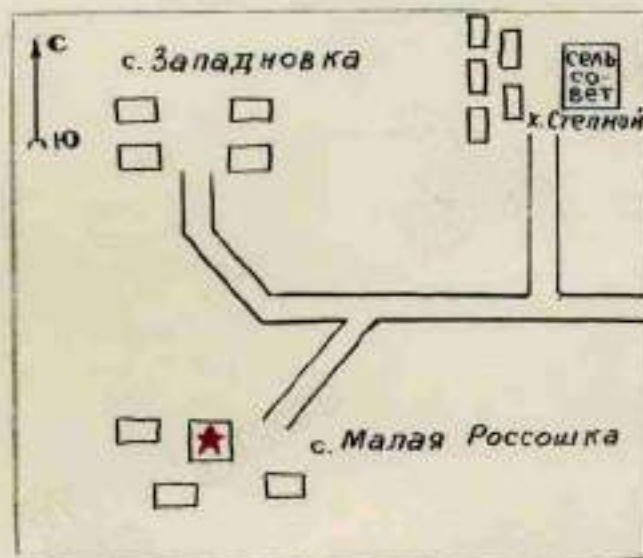 С
Ю
с. Западновка
Сель
со-
вет
х. Степной
с. Малая Россошка